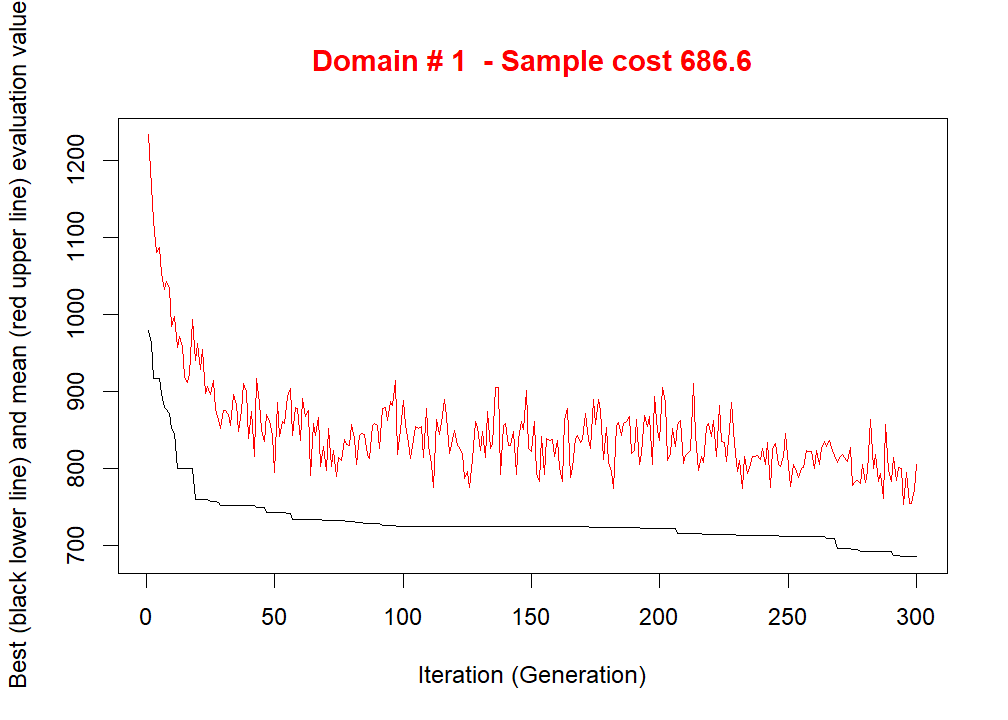 Domain # 1  - Sample cost 686.6
Best (black lower line) and mean (red upper line) evaluation value
1200
1100
1000
900
800
700
0 50 100 150 200 250 300
Iteration (Generation)